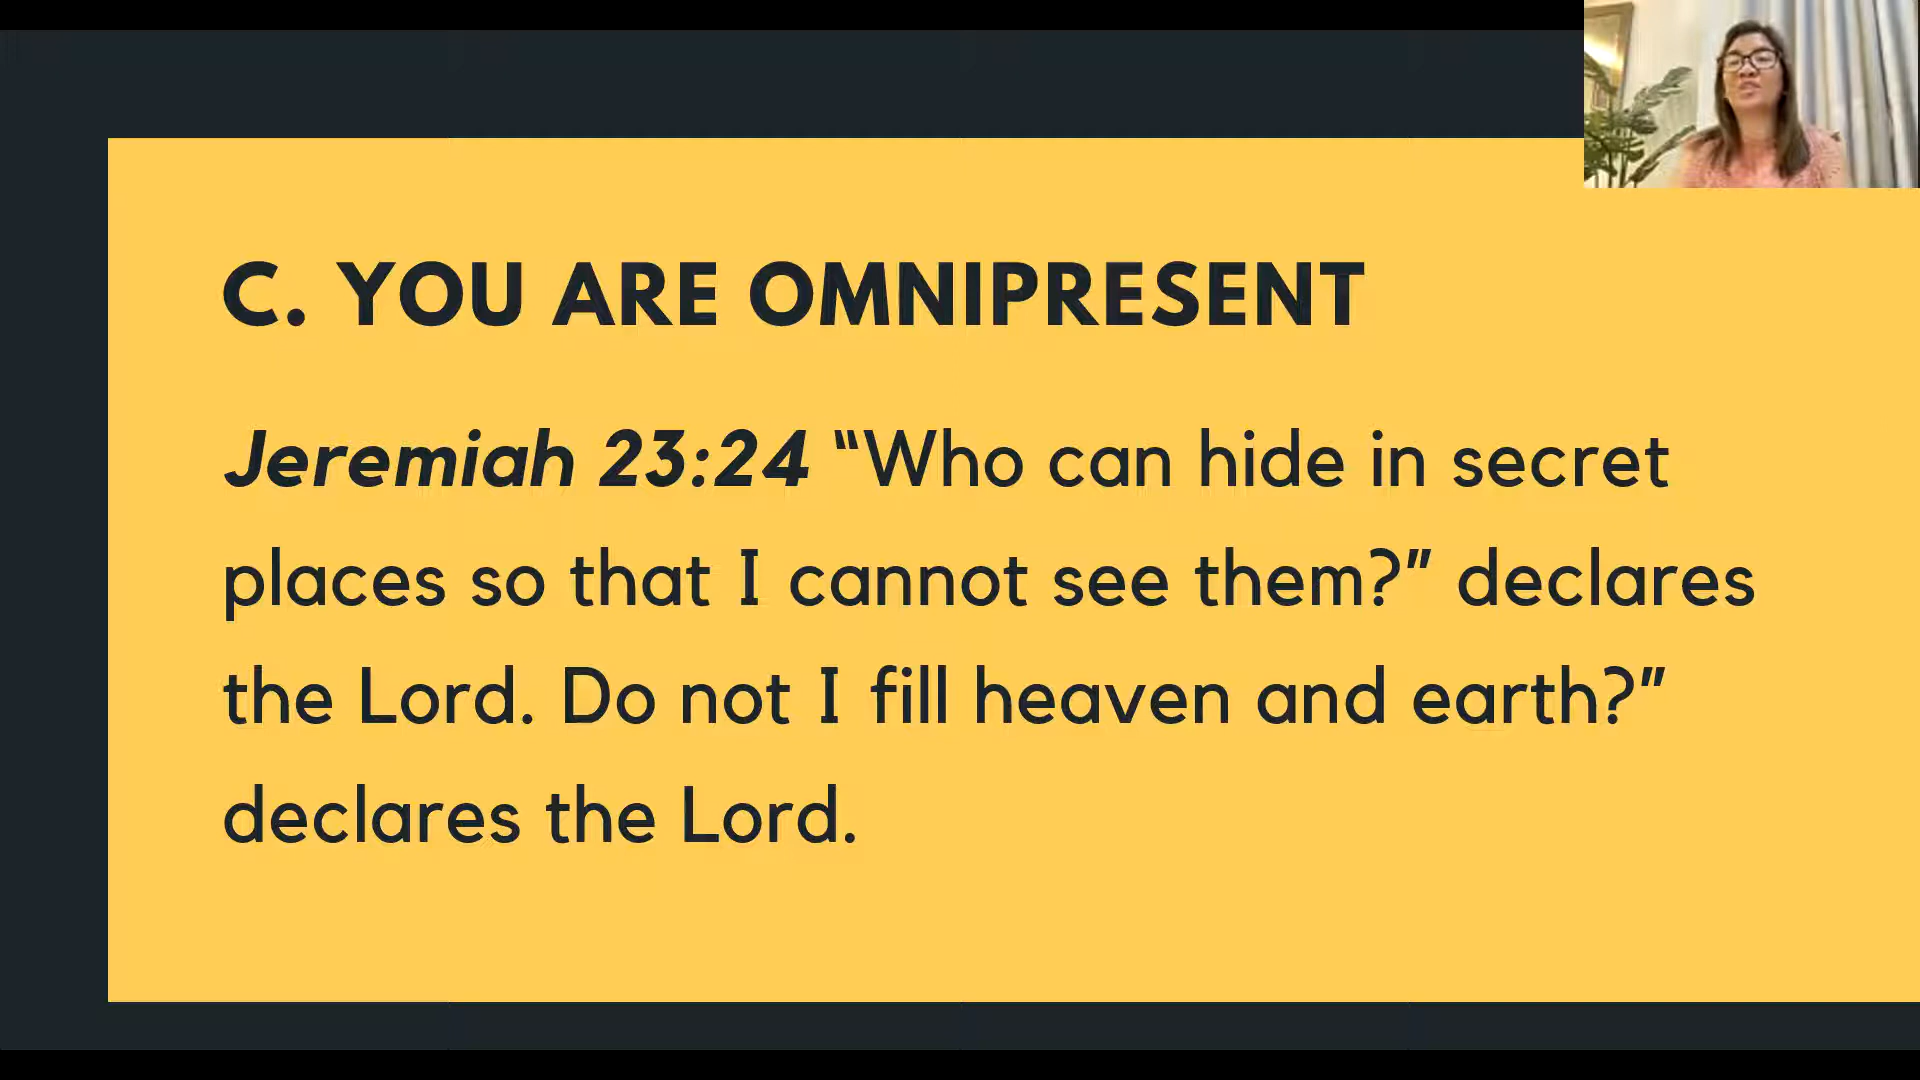 C. YOU ARE OMNIPRESENT
Jeremiah 23:24 “Who can hide in secret
places so that I cannot see them?” declares
the Lord. Do not I fill heaven and earth?”
declares the Lord.